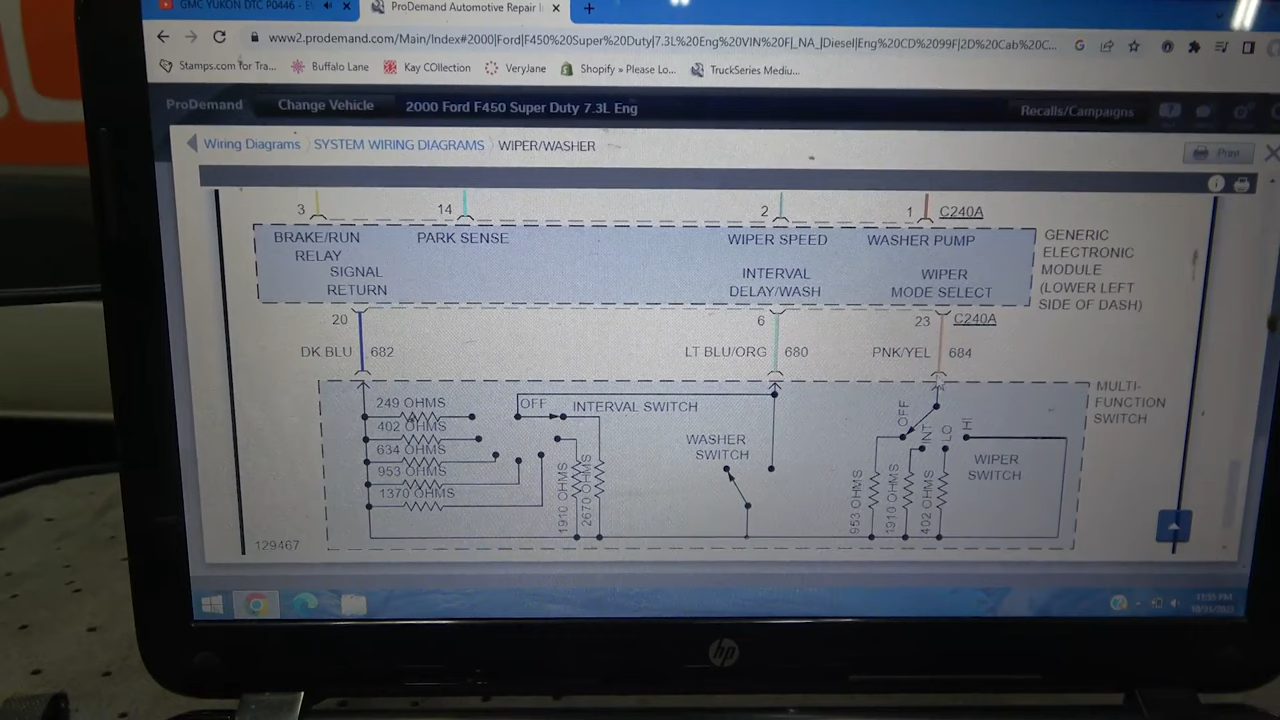 GMC YUKON DTC P0446 - E
ProDemand Automotive Repair I
www2.prodemand.com/Main/Index#2000|Ford|F450%20Super%20Duty|7.3L%20Eng%20VIN%20F|_NA_|Diesel|Eng%20CD%2099F|2D%20Cab%20C...
Stamps.com for Tra...
Buffalo Lane
Kay COllection
VeryJane
Shopify » Please Lo...
TruckSeries Mediu...
ProDemand
Change Vehicle
2000 Ford F450 Super Duty 7.3L Eng
Recalls/Campaigns
Wiring Diagrams
SYSTEM WIRING DIAGRAMS
WIPER/WASHER
Print
3
14
2
1
C240A
BRAKE/RUN
RELAY
PARK SENSE
WIPER SPEED
WASHER PUMP
SIGNAL
RETURN
INTERVAL
DELAY/WASH
WIPER
MODE SELECT
GENERIC
ELECTRONIC
MODULE
(LOWER LEFT
SIDE OF DASH)
20
6
23
C240A
DK BLU
682
LT BLU/ORG
680
PNK/YEL
684
MULTI-
FUNCTION
SWITCH
249 OHMS
402 OHMS
634 OHMS
953 OHMS
1370 OHMS
OFF
INTERVAL SWITCH
1910 OHMS
2670 OHMS
WASHER
SWITCH
OFF
INT
LO
HI
WIPER
SWITCH
953 OHMS
1910 OHMS
402 OHMS
129467
11:55 PM
hp